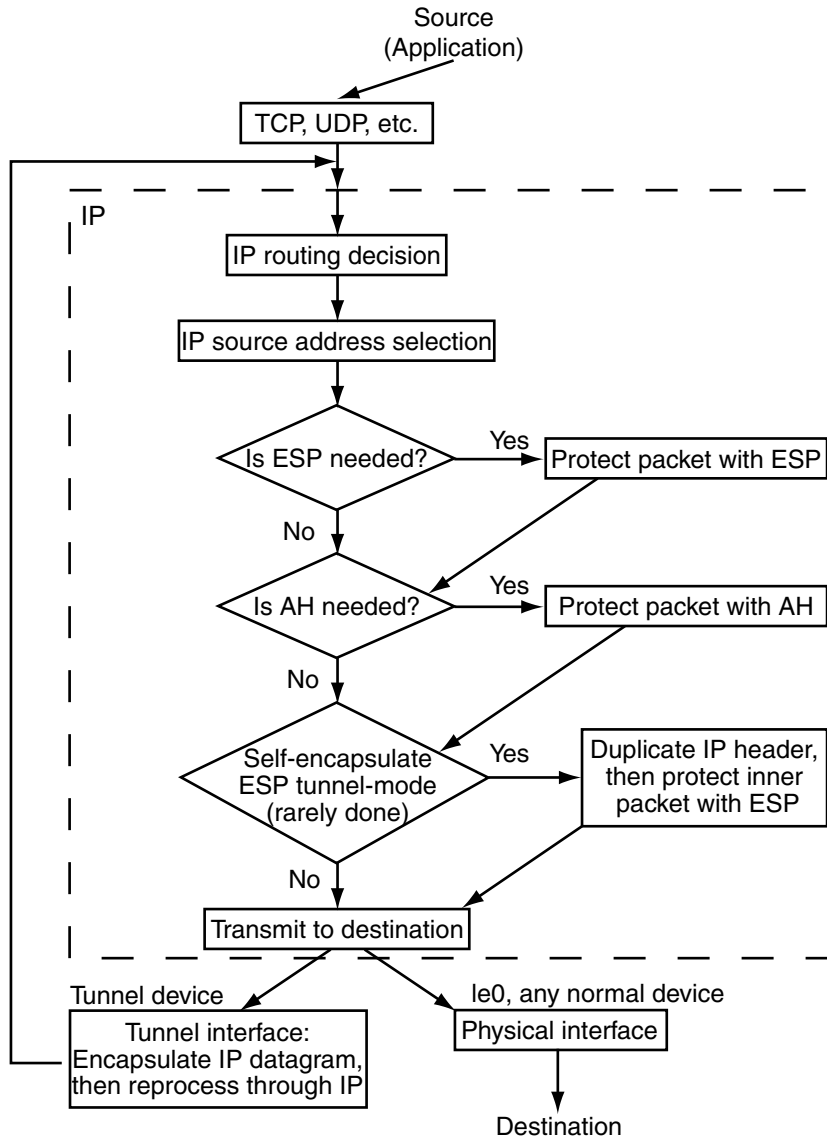 Source
(Application)
TCP, UDP, etc.
IP
IP routing decision
IP source address selection
Is ESP needed?
Yes
Protect packet with ESP
No
Is AH needed?
Yes
Protect packet with AH
No
Self-encapsulate
ESP tunnel-mode
(rarely done)
Yes
Duplicate IP header,
then protect inner
packet with ESP
No
Transmit to destination
Tunnel device
Tunnel interface:
Encapsulate IP datagram,
then reprocess through IP
le0, any normal device
Physical interface
Destination